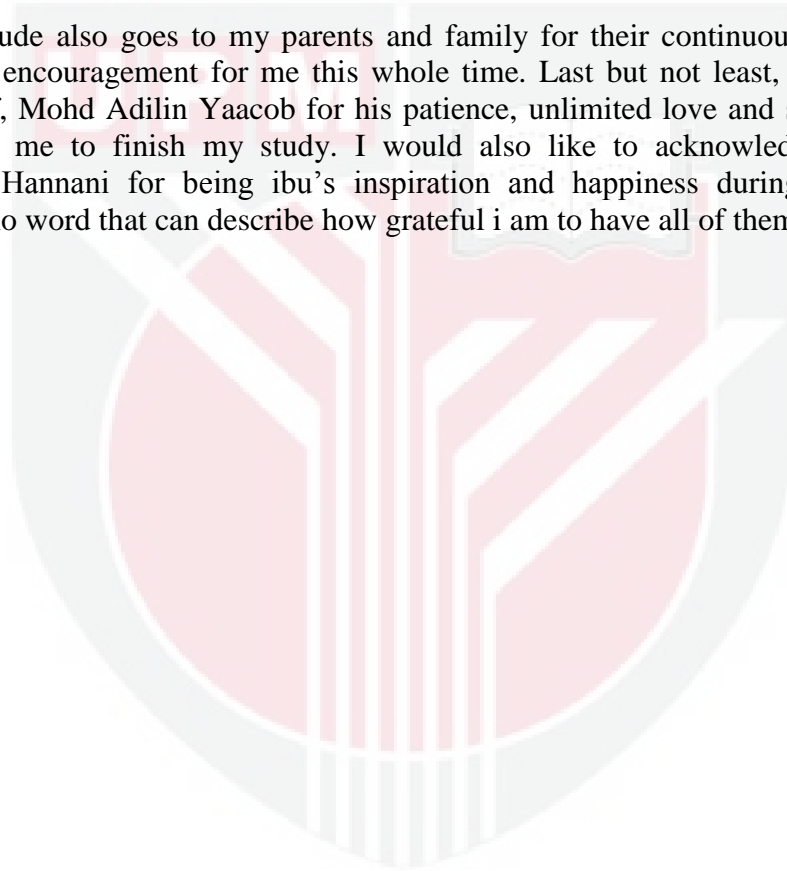 UPM
ude also goes to my parents and family for their continuous
encouragement for me this whole time. Last but not least,
, Mohd Adilin Yaacob for his patience, unlimited love and s
me to finish my study. I would also like to acknowled
Hannani for being ibu's inspiration and happiness during
o word that can describe how grateful i am to have all of them